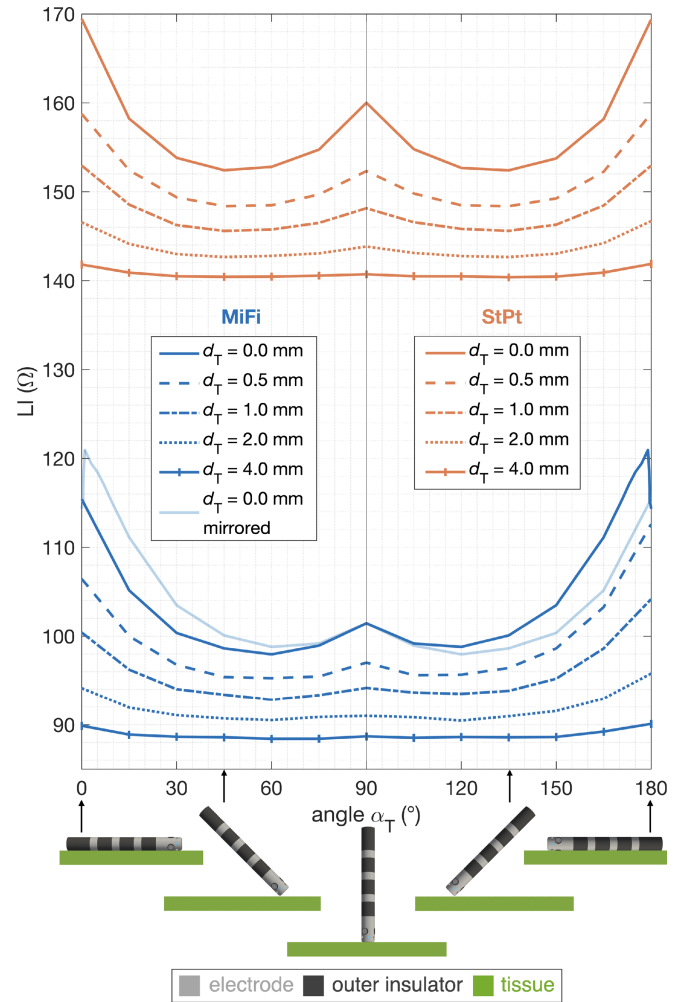 170
160
150
140
130
120
110
100
90
LI (Ω)
MiFi
d_T = 0.0 mm
d_T = 0.5 mm
d_T = 1.0 mm
d_T = 2.0 mm
d_T = 4.0 mm
d_T = 0.0 mm
mirrored
StPt
d_T = 0.0 mm
d_T = 0.5 mm
d_T = 1.0 mm
d_T = 2.0 mm
d_T = 4.0 mm
0 30 60 90 120 150 180
angle α_T (°)
electrode outer insulator tissue